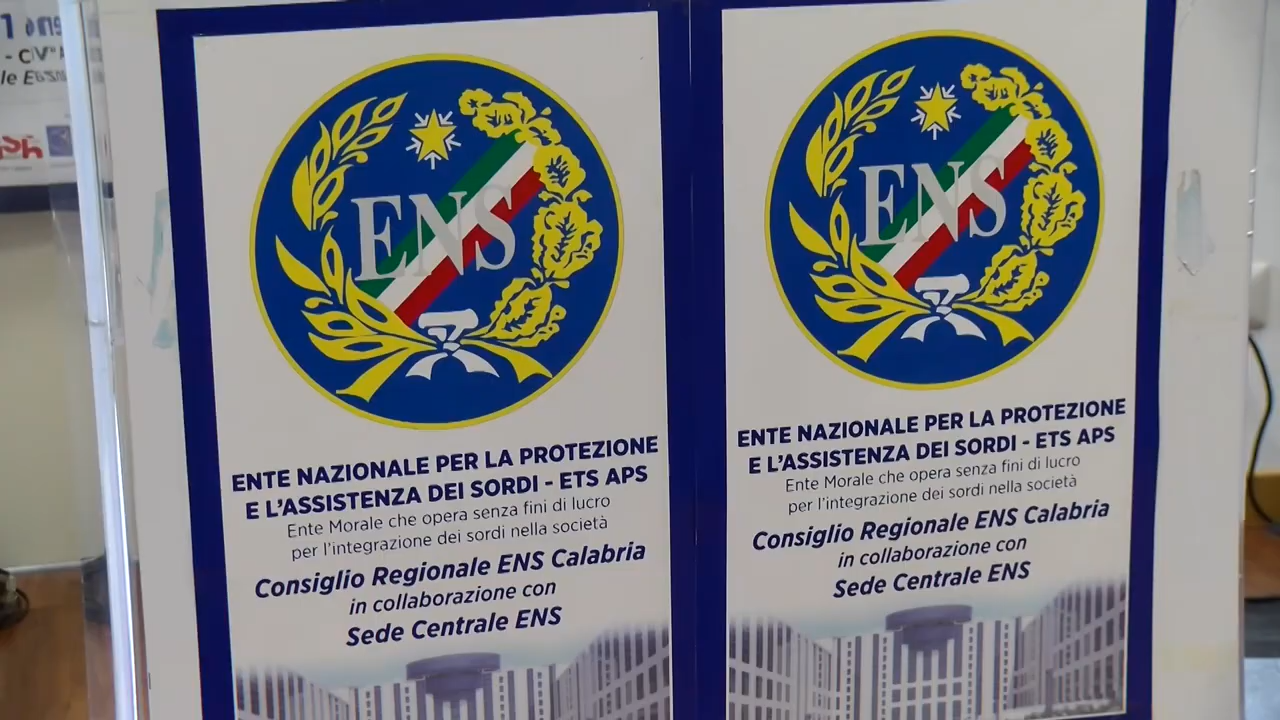 ENS
ENTE NAZIONALE PER LA PROTEZIONE
E L'ASSISTENZA DEI SORDI - ETS APS
Ente Morale che opera senza fini di lucro
per l'integrazione dei sordi nella società
Consiglio Regionale ENS Calabria
in collaborazione con
Sede Centrale ENS
ENS
ENTE NAZIONALE PER LA PROTEZIONE
E L'ASSISTENZA DEI SORDI - ETS APS
Ente Morale che opera senza fini di lucro
per l'integrazione dei sordi nella società
Consiglio Regionale ENS Calabria
in collaborazione con
Sede Centrale ENS